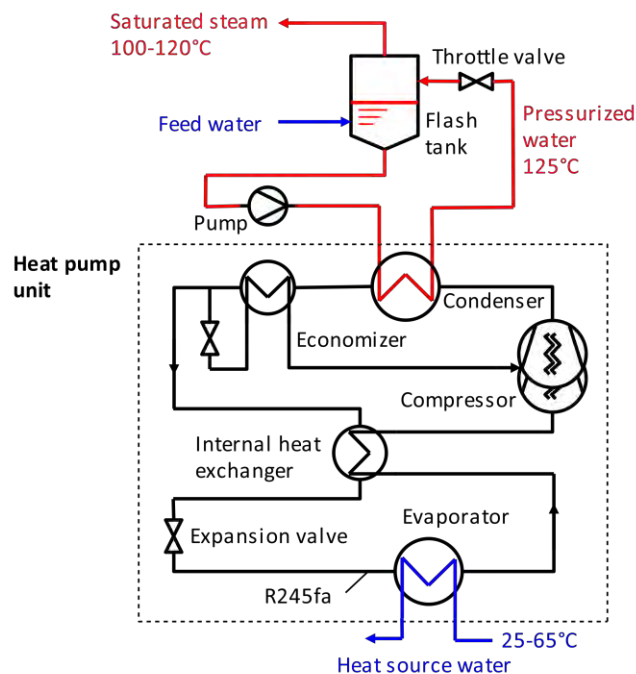 Saturated steam
100-120°C
Throttle valve
Feed water
Flash
tank
Pressurized
water
125°C
Pump
Heat pump
unit
Condenser
Economizer
Compressor
Internal heat
exchanger
Evaporator
Expansion valve
R245fa
25-65°C
Heat source water